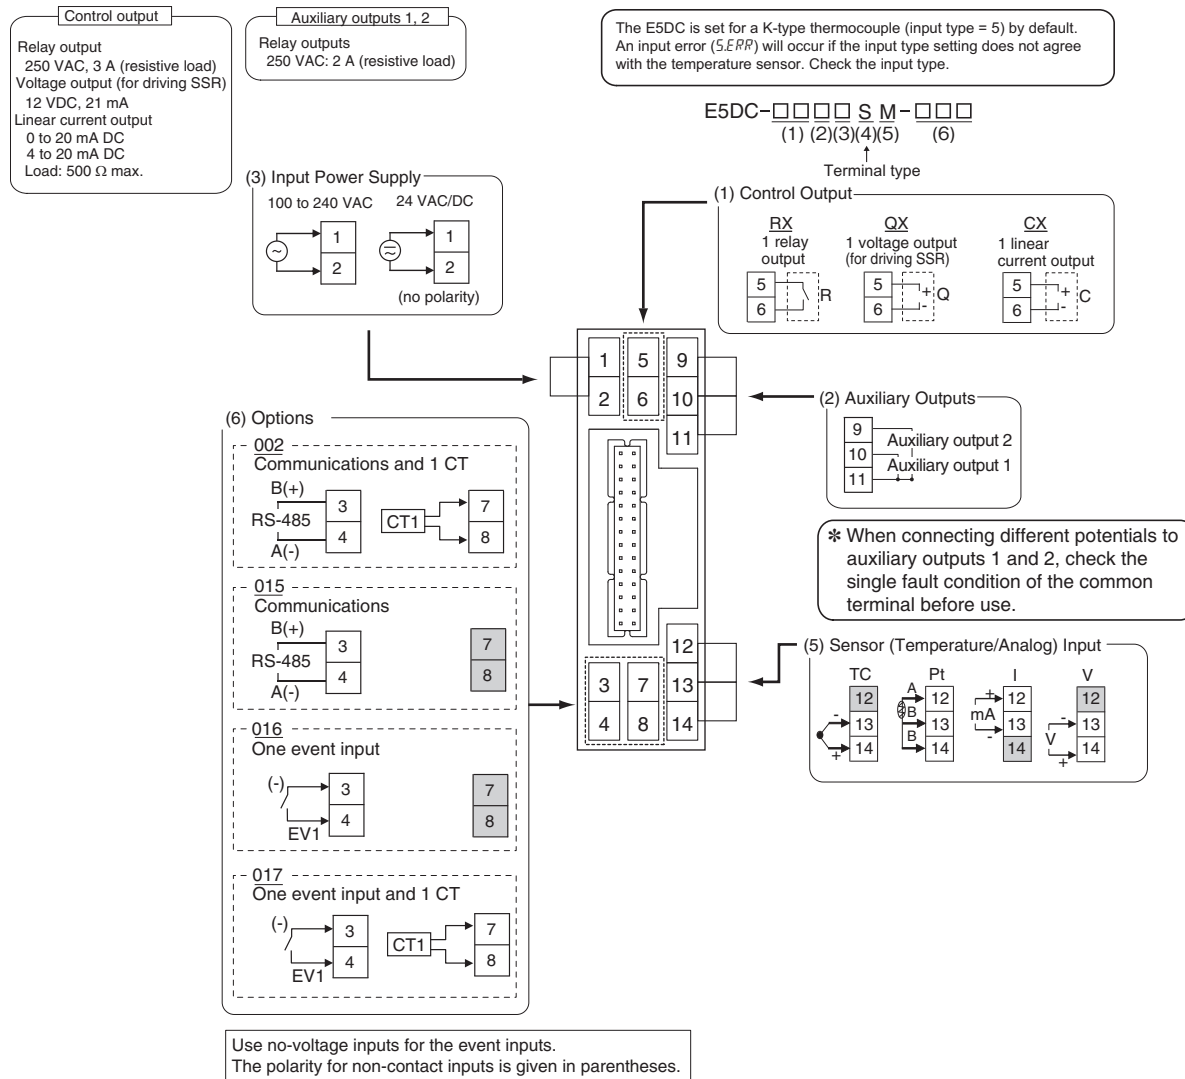 Control output
Relay output
250 VAC, 3 A (resistive load)
Voltage output (for driving SSR)
12 VDC, 21 mA
Linear current output
0 to 20 mA DC
4 to 20 mA DC
Load: 500 Ω max.
Auxiliary outputs 1, 2
Relay outputs
250 VAC: 2 A (resistive load)
The E5DC is set for a K-type thermocouple (input type = 5) by default.
An input error (S.ERR) will occur if the input type setting does not agree
with the temperature sensor. Check the input type.
E5DC-□□□□ S M-□□□
(1) (2)(3)(4)(5) (6)
Terminal type
(3) Input Power Supply
100 to 240 VAC 24 VAC/DC
1 1
2 2
(no polarity)
(1) Control Output
RX QX CX
1 relay 1 voltage output 1 linear
output (for driving SSR) current output
5 R 5 + Q 5 + C
6 6 - 6 -
1 5 9
2 6 10
11
(2) Auxiliary Outputs
9
Auxiliary output 2
10
Auxiliary output 1
11
✻ When connecting different potentials to
auxiliary outputs 1 and 2, check the
single fault condition of the common
terminal before use.
12
3 7 13
4 8 14
(5) Sensor (Temperature/Analog) Input
TC Pt I V
12 A 12 + 12 12
- 13 B 13 mA 13 - 13
+ 14 B 14 - 14 V + 14
(6) Options
002
Communications and 1 CT
B(+) 3 7
RS-485 CT1
A(-) 4 8
015
Communications
B(+) 3 7
RS-485
A(-) 4 8
016
One event input
(-) 3 7
EV1 4 8
017
One event input and 1 CT
(-) 3 7
CT1
EV1 4 8
Use no-voltage inputs for the event inputs.
The polarity for non-contact inputs is given in parentheses.